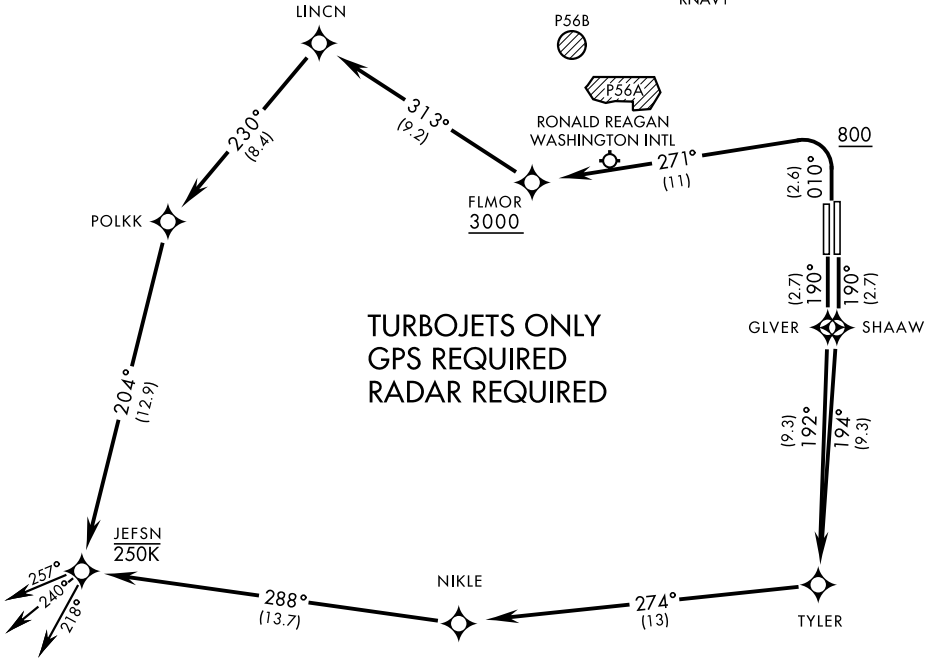 LINCN
P56B
P56A
RONALD REAGAN
WASHINGTON INTL
800
313°
(9.2)
271°
(11)
(2.6)
010°
230°
(8.4)
FLMOR
3000
POLKK
(2.7)
190°
190°
(2.7)
TURBOJETS ONLY
GPS REQUIRED
RADAR REQUIRED
GLVER
SHAAW
204°
(12.9)
(9.3)
192°
194°
(9.3)
JEFSN
250K
257°
240°
218°
288°
(13.7)
NIKLE
274°
(13)
TYLER